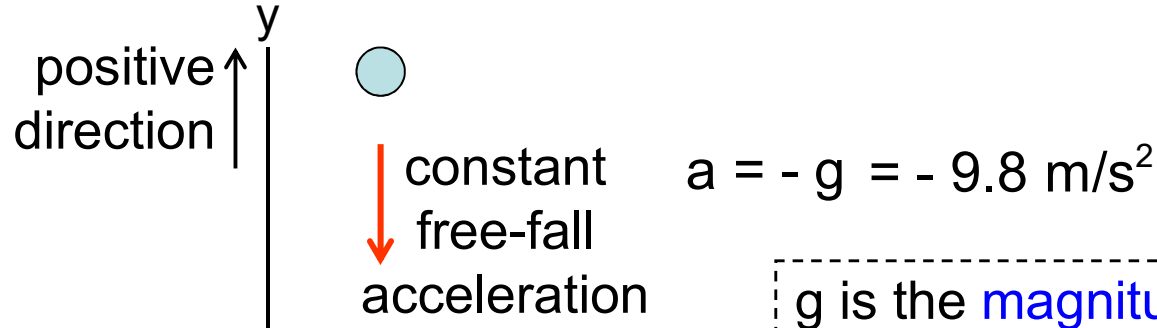 y
positive
direction
constant
free-fall
acceleration
a = - g = - 9.8 m/s²
g is the